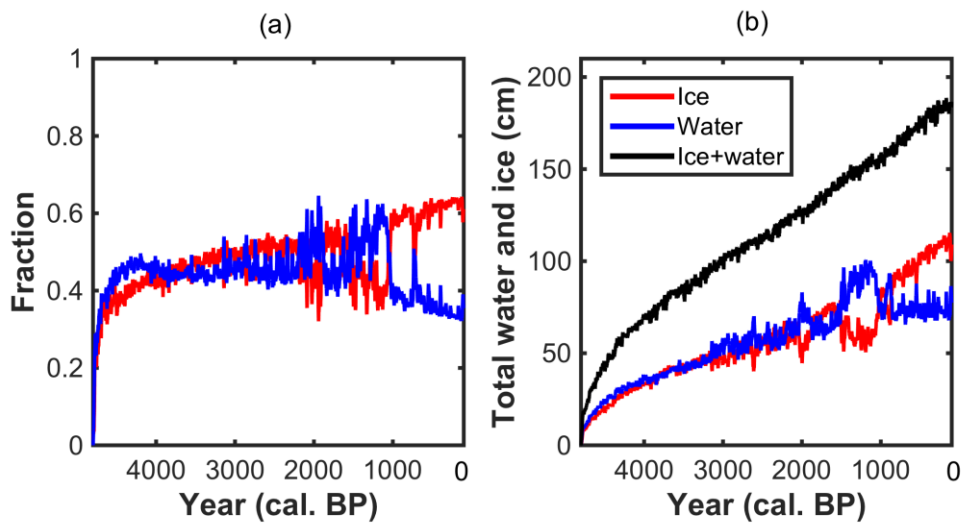 (a)
(b)
1
0.8
0.6
0.4
0.2
0
Fraction
4000 3000 2000 1000 0
Year (cal. BP)
200
150
100
50
0
Total water and ice (cm)
Ice
Water
Ice+water
4000 3000 2000 1000 0
Year (cal. BP)